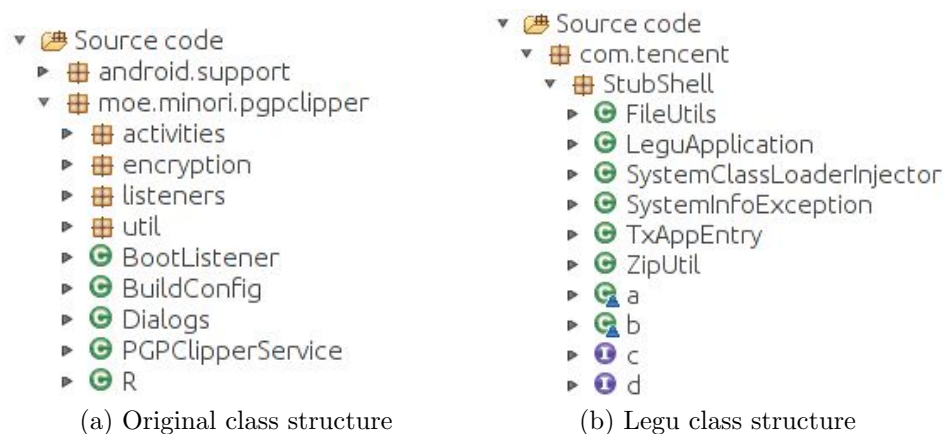 Source code
android.support
moe.minori.pgpclipper
activities
encryption
listeners
util
BootListener
BuildConfig
Dialogs
PGPClipperService
R
(a) Original class structure
Source code
com.tencent
StubShell
FileUtils
LeguApplication
SystemClassLoaderInjector
SystemInfoException
TxAppEntry
ZipUtil
a
b
c
d
(b) Legu class structure